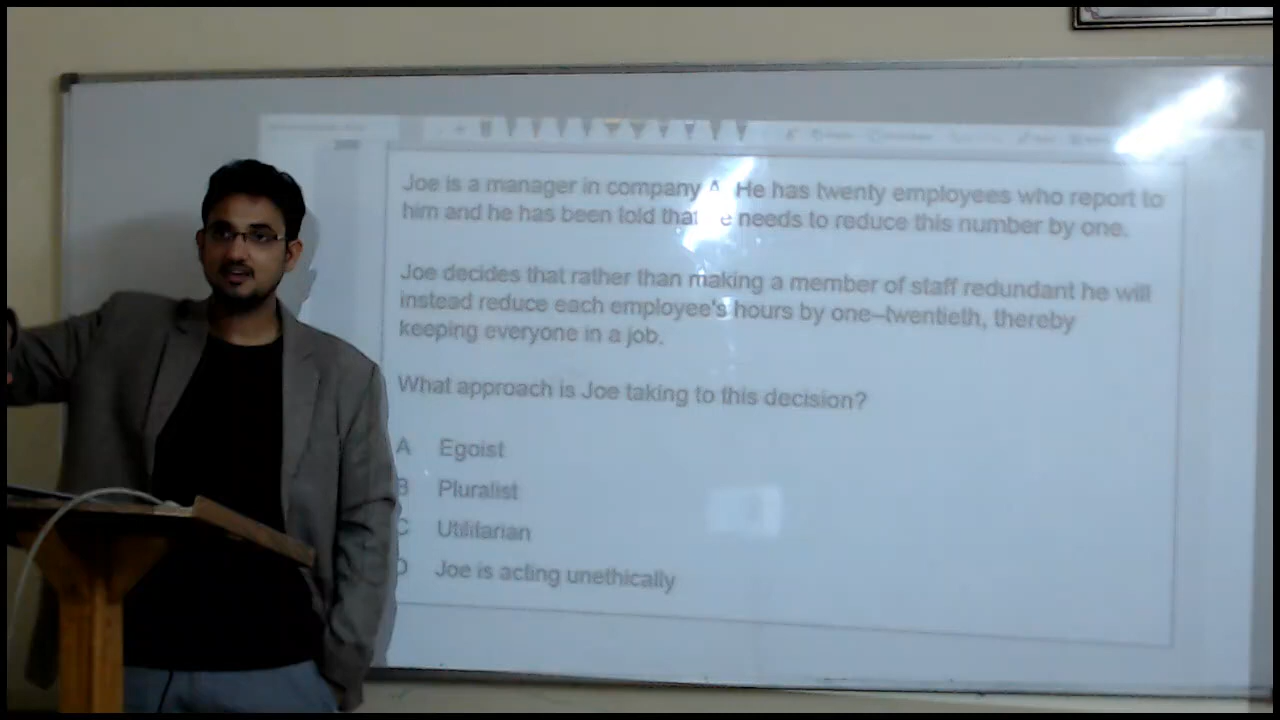 Joe is a manager in company A. He has twenty employees who report to
him and he has been told that needs to reduce this number by one.
Joe decides that rather than making a member of staff redundant he will
instead reduce each employee's hours by one–twentieth, thereby
keeping everyone in a job.
What approach is Joe taking to this decision?
A Egoist
B Pluralist
C Utilitarian
D Joe is acting unethically